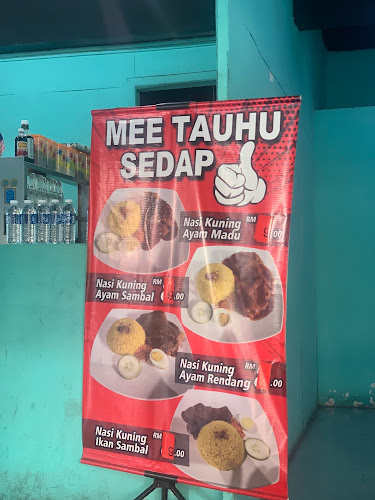 MEE TAUHU
SEDAP
Nasi Kuning
Ayam Madu
RM
.00
Nasi Kuning
Ayam Sambal
RM
.00
Nasi Kuning
Ayam Rendang
RM
.00
Nasi Kuning
Ikan Sambal
RM
.00